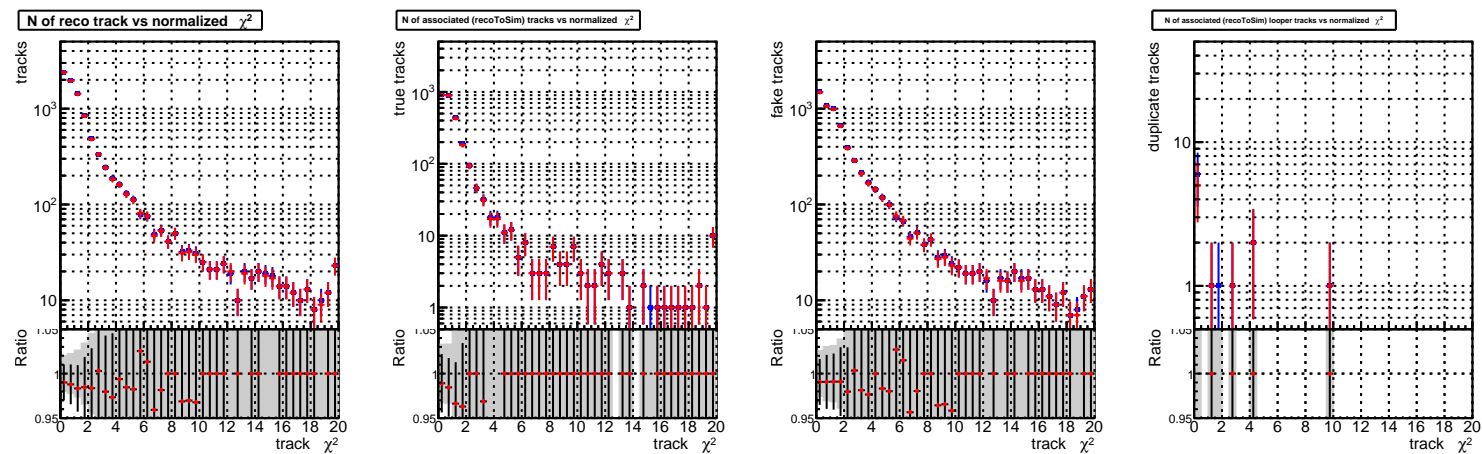 N of reco track vs normalized χ²
tracks
10³
10²
10
Ratio
1.05
1
0.95
0 2 4 6 8 10 12 14 16 18 20
track χ²
N of associated (recoToSim) tracks vs normalized χ²
true tracks
10³
10²
10
1
Ratio
1.05
1
0.95
0 2 4 6 8 10 12 14 16 18 20
track χ²
fake tracks
10³
10²
10
Ratio
1.05
1
0.95
0 2 4 6 8 10 12 14 16 18 20
track χ²
N of associated (recoToSim) looper tracks vs normalized χ²
duplicate tracks
10
1
Ratio
1.05
1
0.95
0 2 4 6 8 10 12 14 16 18 20
track χ²